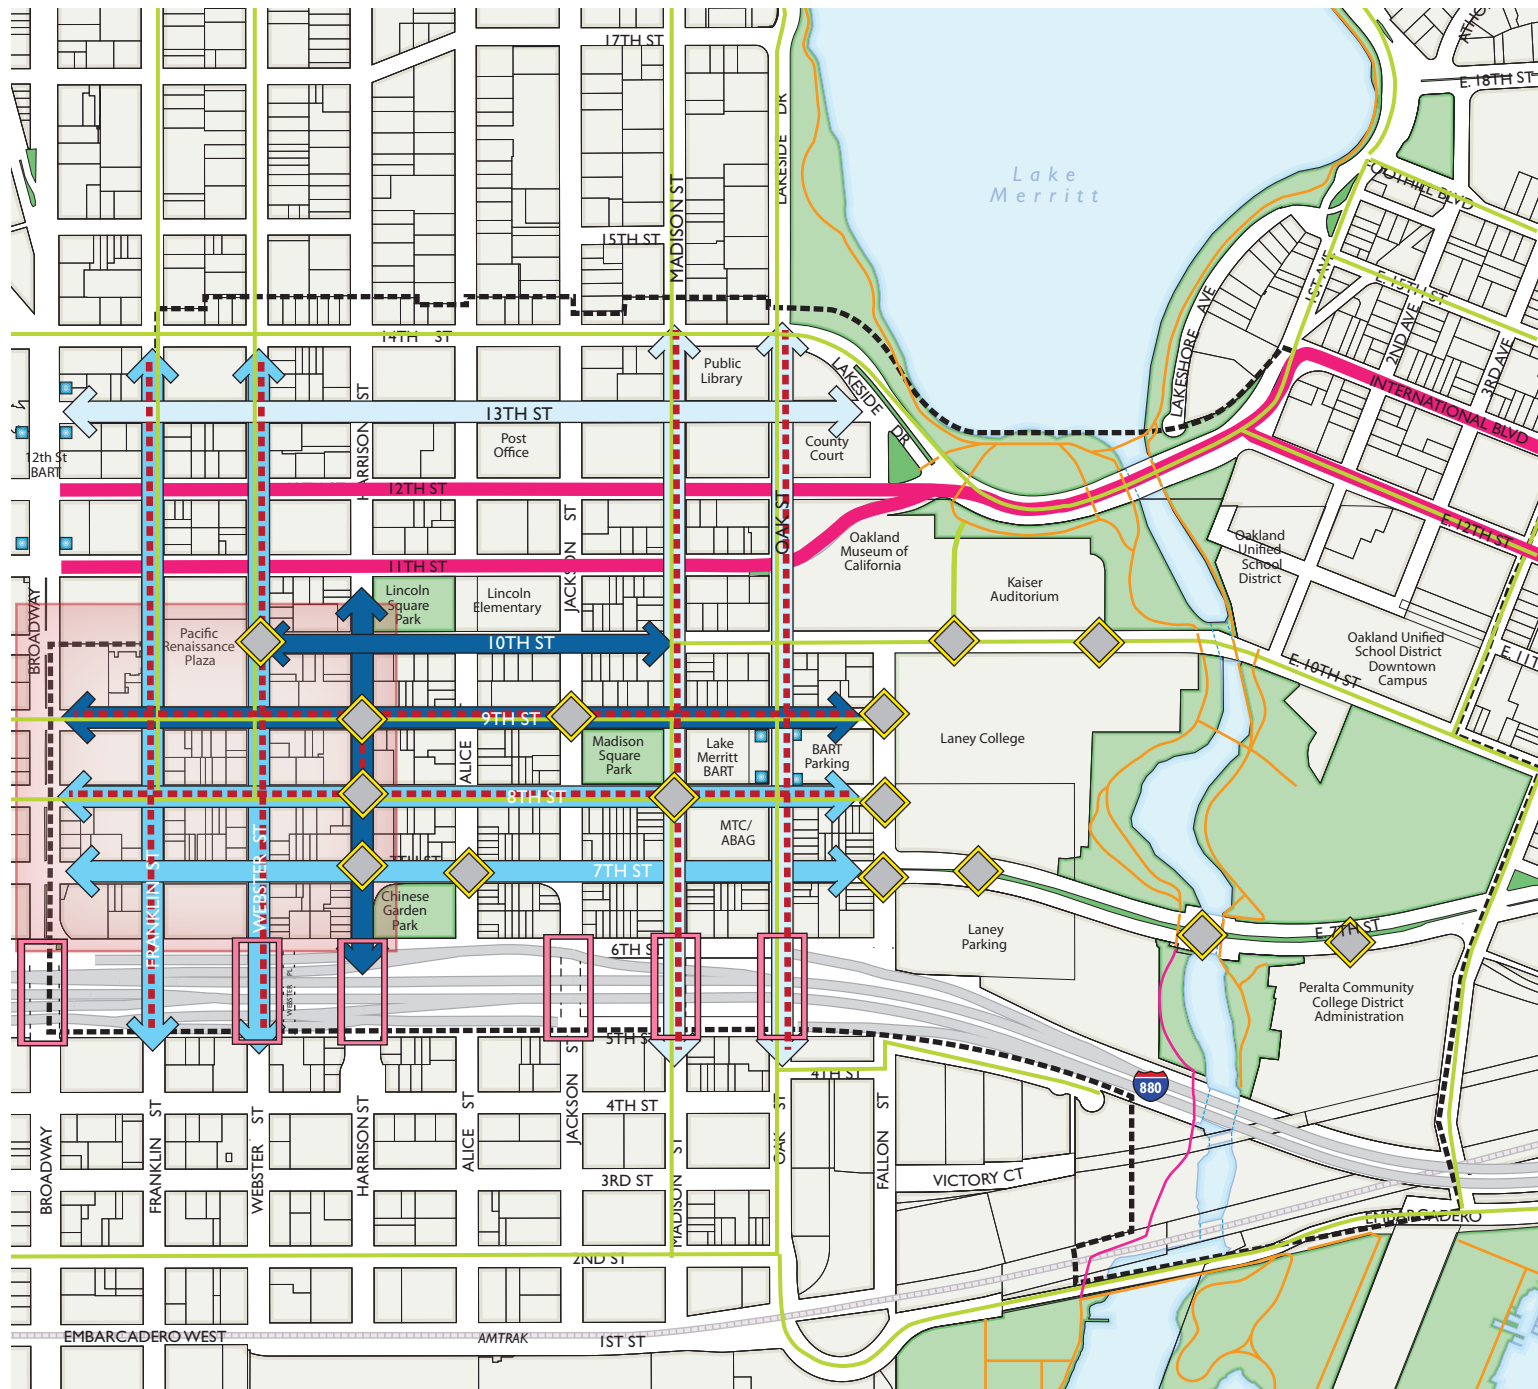 17TH ST
ATHO
E. 18TH ST
LAKESIDE DR
Lake
Merritt
FOOTHILL BLVD
MADISON ST
15TH ST
1ST AVE
E. 15TH ST
LAKESHORE AVE
2ND AVE
3RD AVE
14TH ST
Public
Library
LAKESIDE DR
INTERNATIONAL BLVD
13TH ST
HARRISON ST
Post
Office
County
Court
12th St
BART
12TH ST
JACKSON ST
OAK ST
E. 12TH ST
Oakland
Museum of
California
Oakland
Unified
School
District
11TH ST
Kaiser
Auditorium
BROADWAY
Lincoln
Square
Park
Lincoln
Elementary
Pacific
Renaissance
Plaza
10TH ST
Oakland Unified
School District
Downtown
Campus
E. 11T
E. 10TH ST
9TH ST
ALICE
Madison
Square
Park
Lake
Merritt
BART
BART
Parking
Laney College
8TH ST
MTC/
ABAG
FRANKLIN ST
WEBSTER ST
7TH ST
7TH ST
Chinese
Garden
Park
Laney
Parking
E. 7TH ST
6TH S
WEBSTER PL
Peralta Community
College District
Administration
5TH S
4TH ST
880
BROADWAY
FRANKLIN ST
WEBSTER ST
HARRISON ST
ALICE ST
JACKSON ST
4TH ST
MADISON ST
OAK ST
FALLON ST
3RD ST
VICTORY CT
EMBARCADERO
2ND ST
EMBARCADERO WEST
AMTRAK
1ST ST